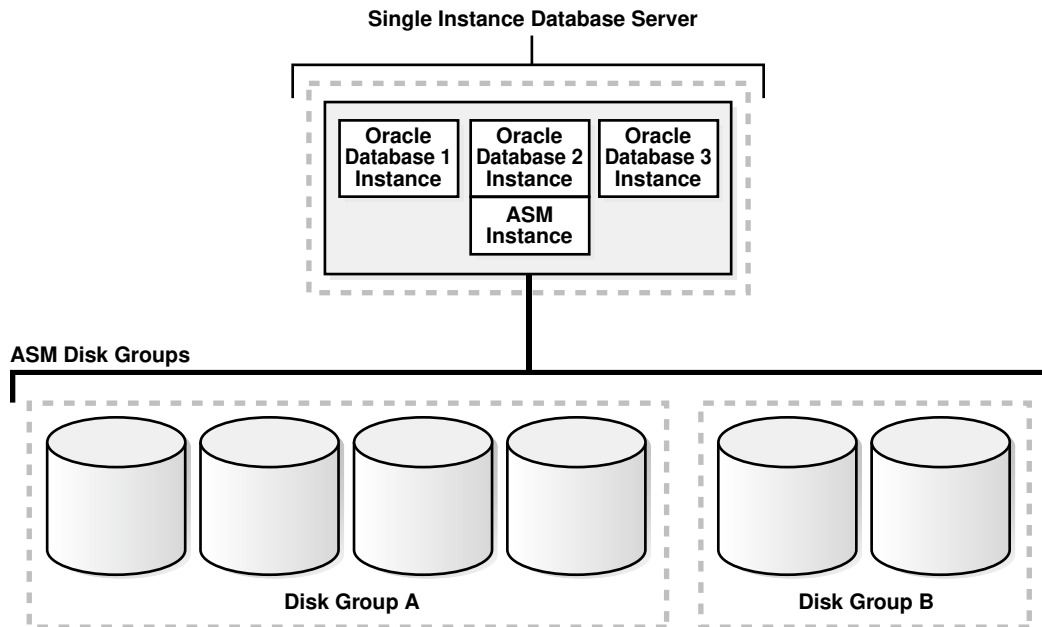 Single Instance Database Server
Oracle
Database 1
Instance
Oracle
Database 2
Instance
Oracle
Database 3
Instance
ASM
Instance
ASM Disk Groups
Disk Group A
Disk Group B